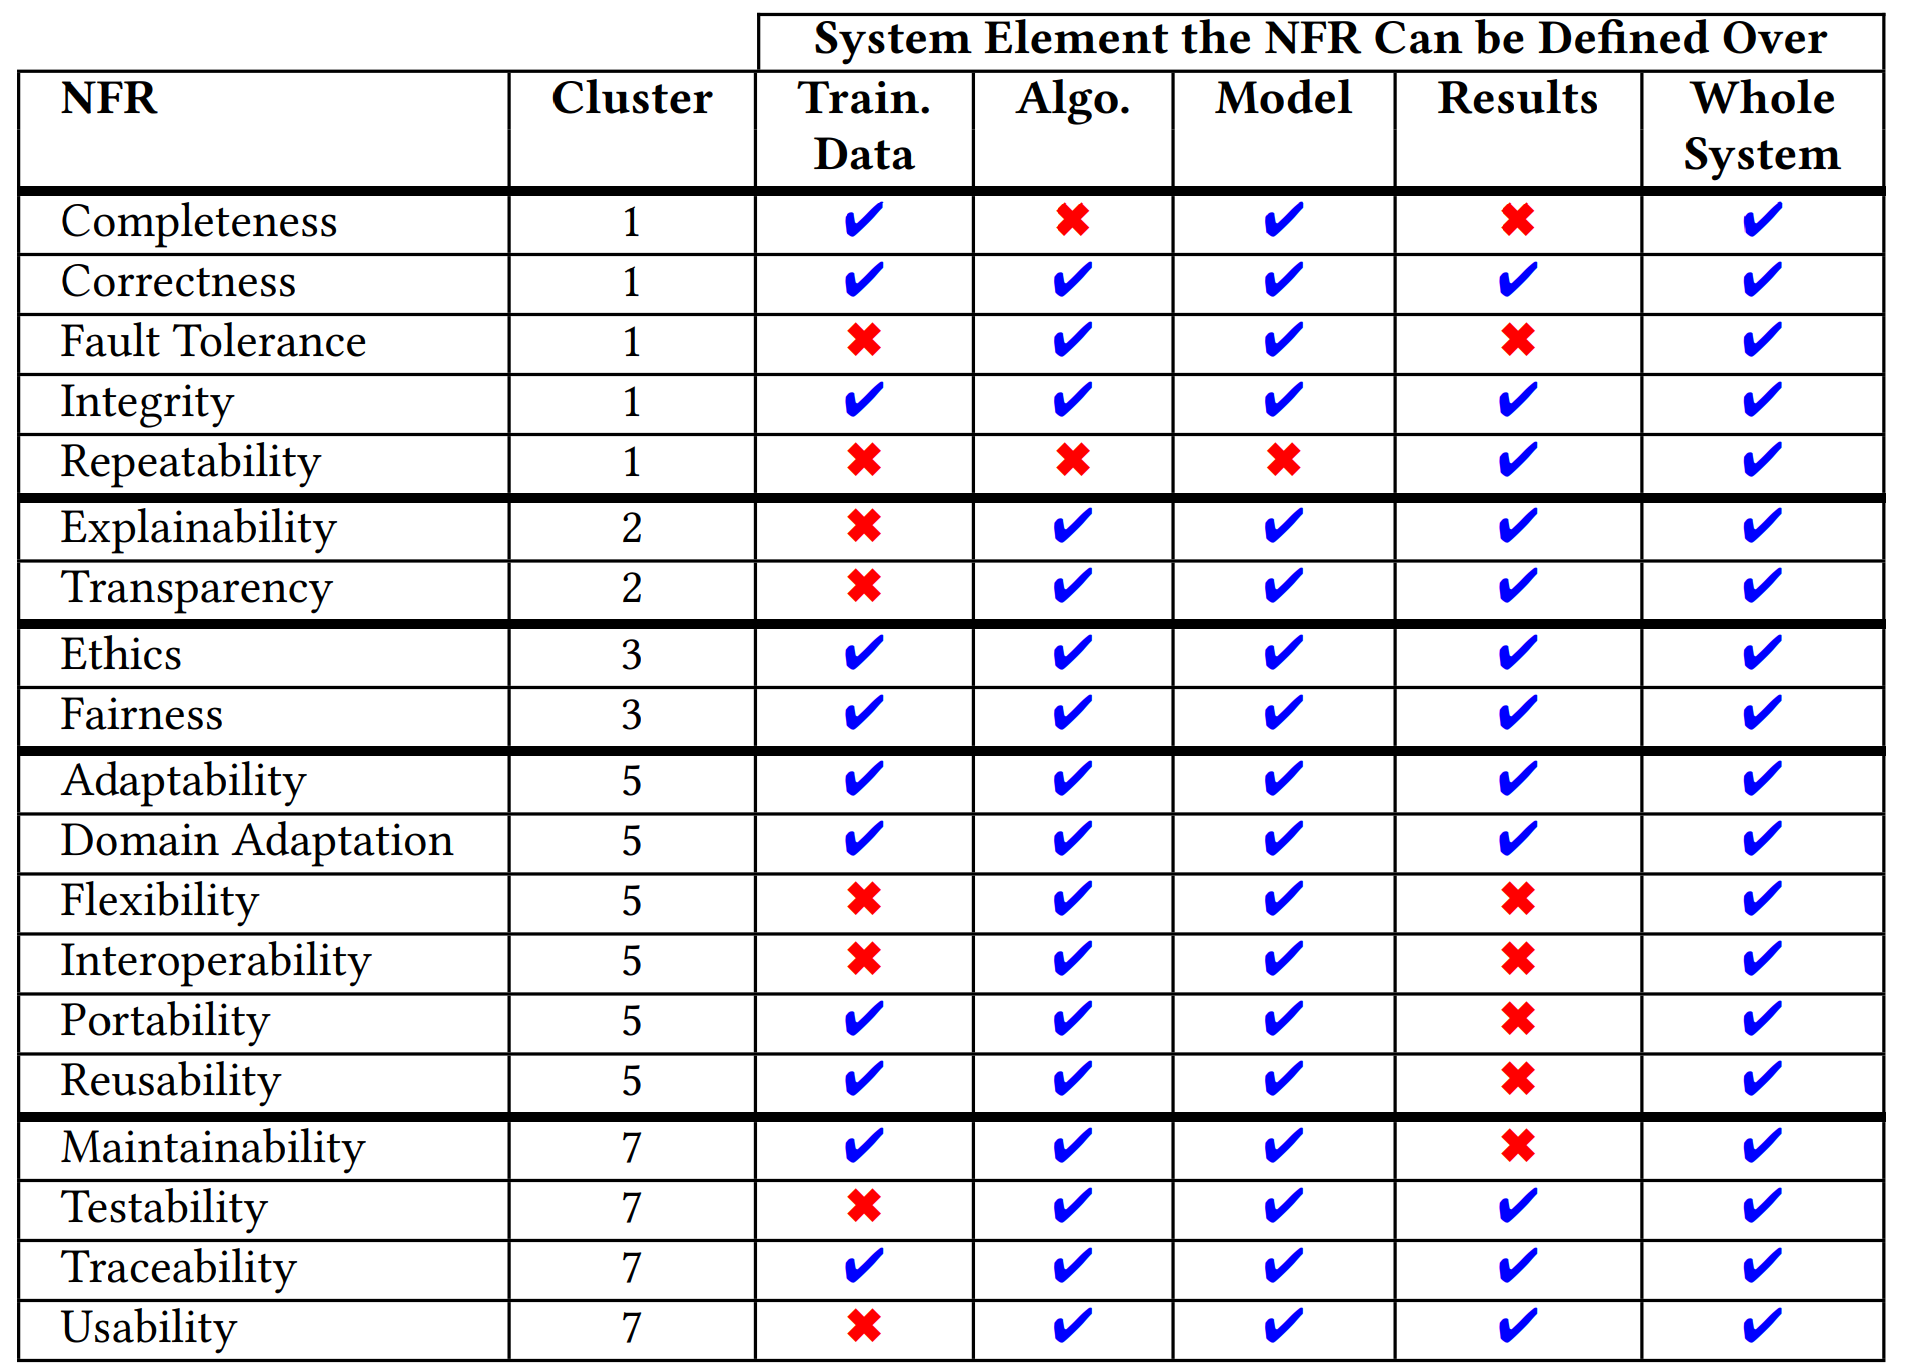 System Element the NFR Can be Defined Over
NFR Cluster Train. Data Algo. Model Results Whole System
Completeness 1 ✔ ✖ ✔ ✖ ✔
Correctness 1 ✔ ✔ ✔ ✔ ✔
Fault Tolerance 1 ✖ ✔ ✔ ✖ ✔
Integrity 1 ✔ ✔ ✔ ✔ ✔
Repeatability 1 ✖ ✖ ✖ ✔ ✔
Explainability 2 ✖ ✔ ✔ ✔ ✔
Transparency 2 ✖ ✔ ✔ ✔ ✔
Ethics 3 ✔ ✔ ✔ ✔ ✔
Fairness 3 ✔ ✔ ✔ ✔ ✔
Adaptability 5 ✔ ✔ ✔ ✔ ✔
Domain Adaptation 5 ✔ ✔ ✔ ✔ ✔
Flexibility 5 ✖ ✔ ✔ ✖ ✔
Interoperability 5 ✖ ✔ ✔ ✖ ✔
Portability 5 ✔ ✔ ✔ ✖ ✔
Reusability 5 ✔ ✔ ✔ ✖ ✔
Maintainability 7 ✔ ✔ ✔ ✖ ✔
Testability 7 ✖ ✔ ✔ ✔ ✔
Traceability 7 ✔ ✔ ✔ ✔ ✔
Usability 7 ✖ ✔ ✔ ✔ ✔